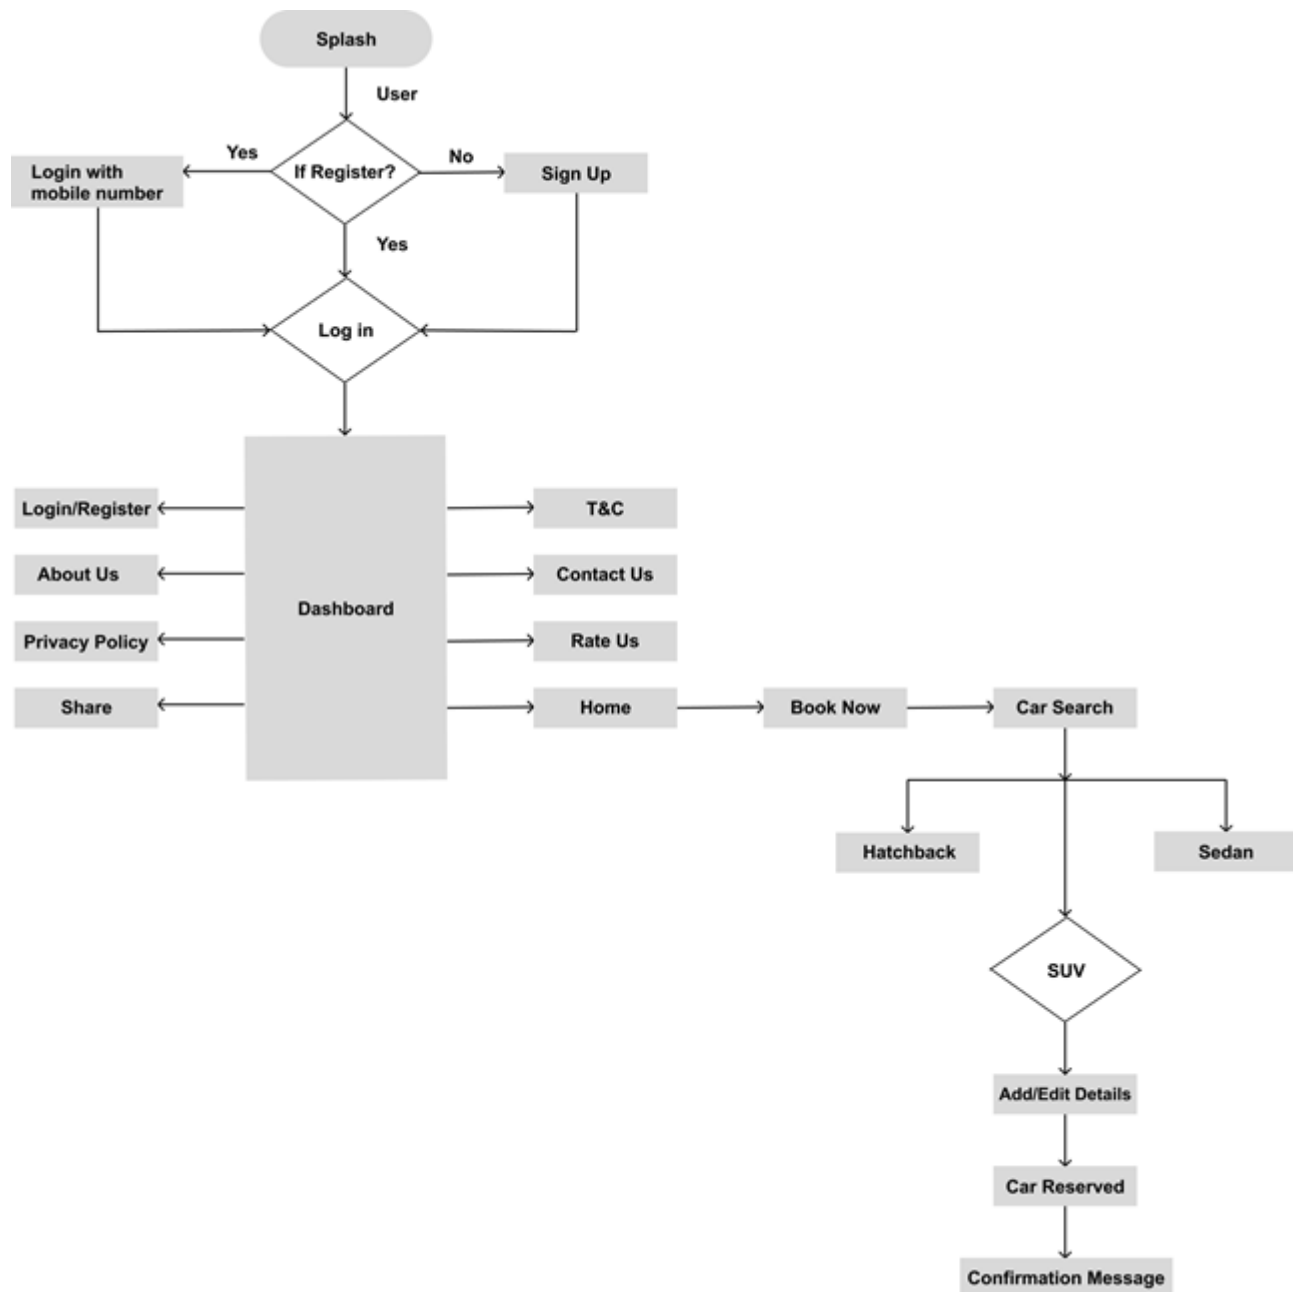 Splash
User
Yes
If Register?
No
Login with
mobile number
Sign Up
Yes
Log in
Login/Register
T&C
About Us
Contact Us
Dashboard
Privacy Policy
Rate Us
Share
Home
Book Now
Car Search
Hatchback
Sedan
SUV
Add/Edit Details
Car Reserved
Confirmation Message